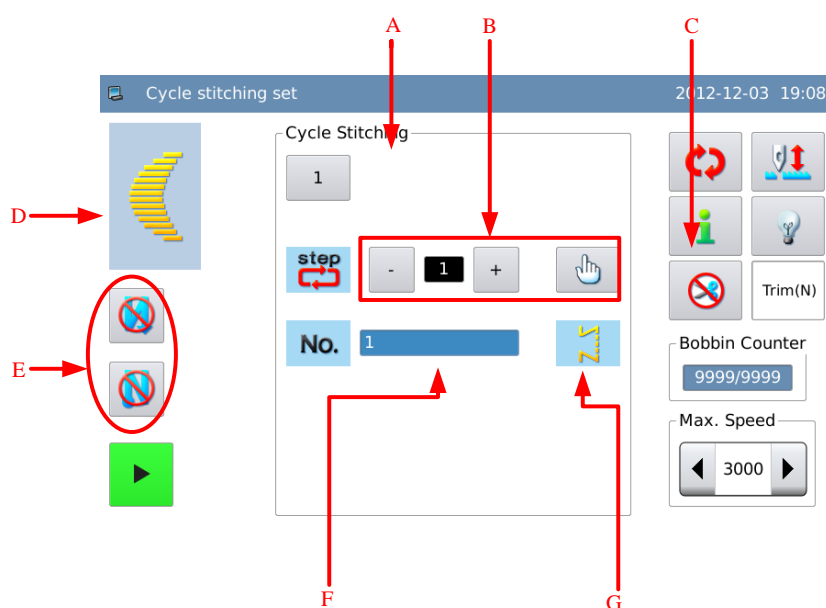 A B C
Cycle stitching set 2012-12-03 19:08
Cycle Stitching
1
D
step
- 1 +
Trim(N)
No. 1
E
Bobbin Counter
9999/9999
Max. Speed
3000
F G